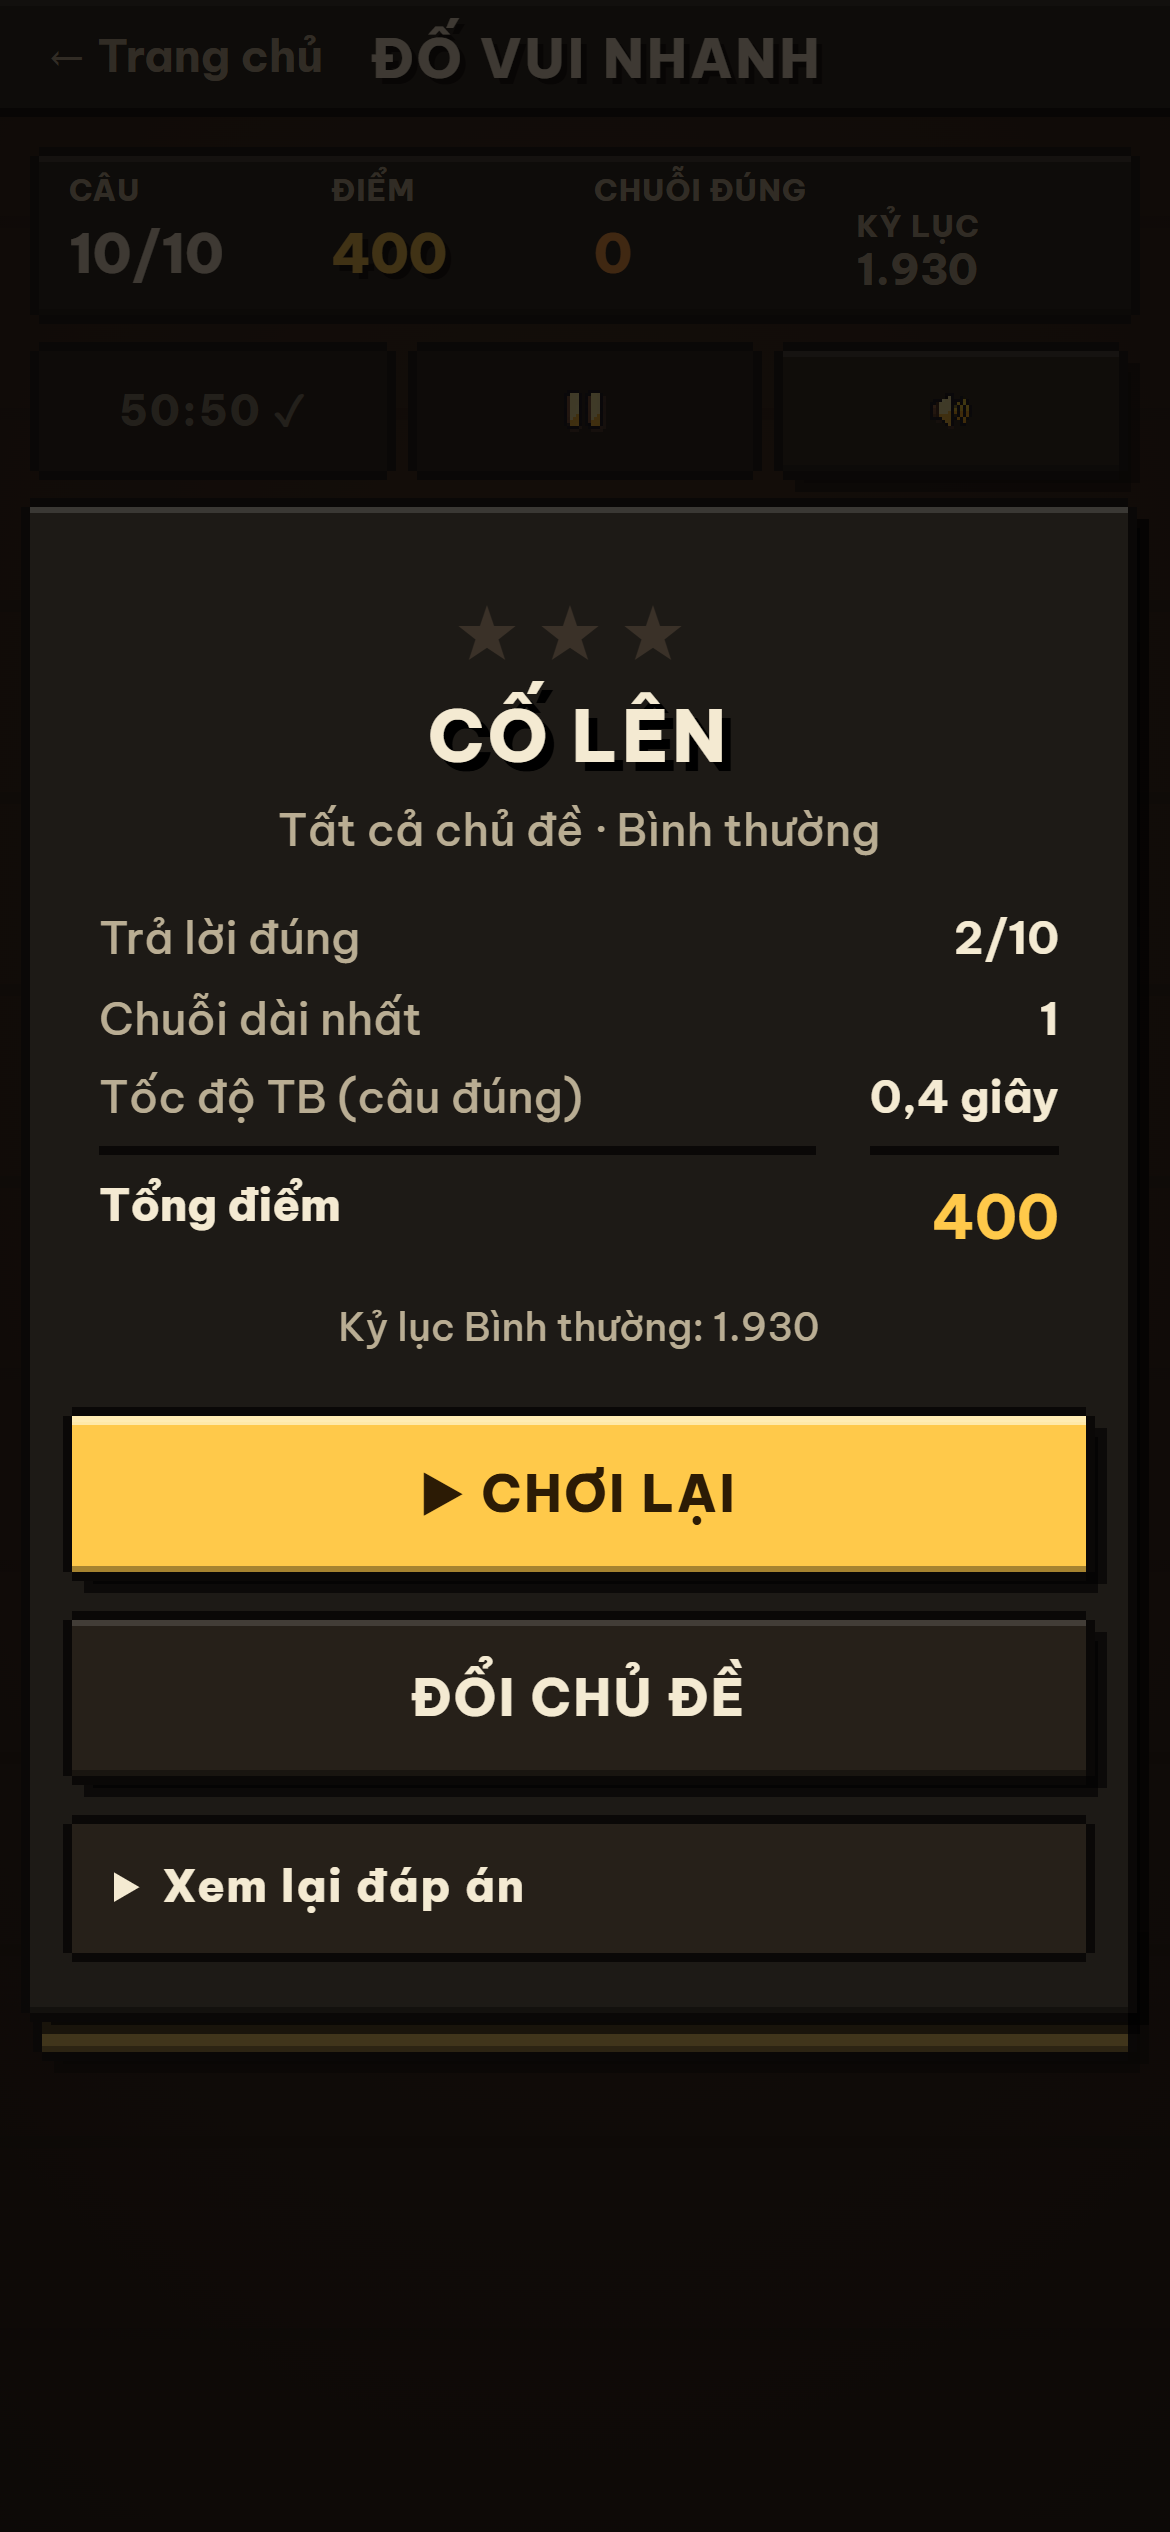 ← Trang chủ ĐỐ VUI NHANH
CÂU ĐIỂM CHUỖI ĐÚNG KỶ LỤC
10/10 400 0 1.930
50:50 ✓
★ ★ ★
CỐ LÊN
Tất cả chủ đề · Bình thường
Trả lời đúng 2/10
Chuỗi dài nhất 1
Tốc độ TB (câu đúng) 0,4 giây
Tổng điểm 400
Kỷ lục Bình thường: 1.930
▶ CHƠI LẠI
ĐỔI CHỦ ĐỀ
▶ Xem lại đáp án